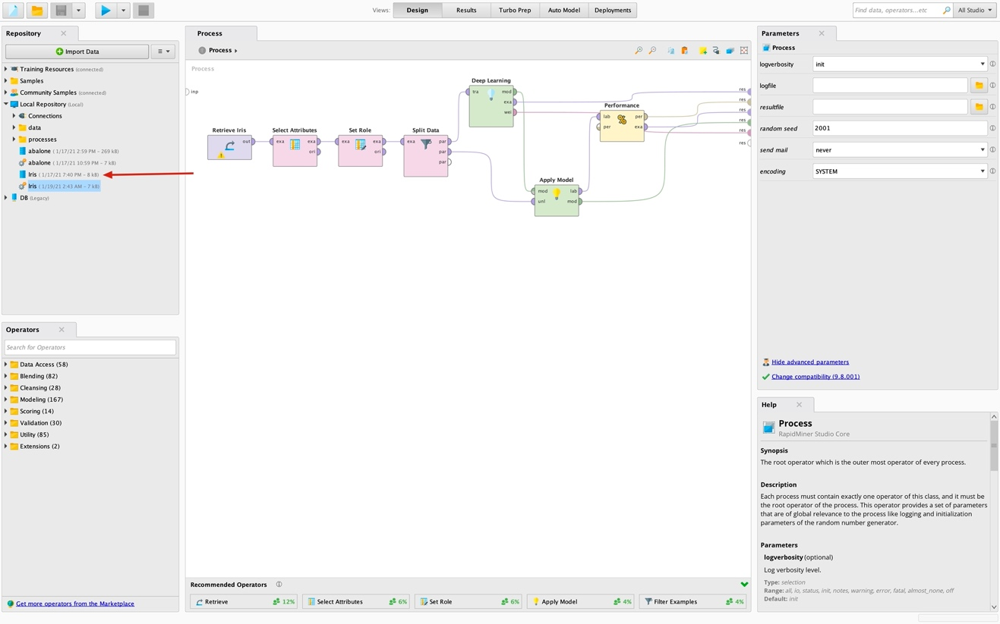 Views:
Design
Results
Turbo Prep
Auto Model
Deployments
Find data, operators...etc
All Studio
Repository
Import Data
Training Resources (connected)
Samples
Community Samples (connected)
Local Repository (Local)
Connections
data
processes
abalone (1/17/21 2:59 PM – 269 kB)
abalone (1/17/21 10:59 PM – 7 kB)
Iris (1/17/21 7:40 PM – 8 kB)
Iris (1/19/21 2:43 AM – 7 kB)
DB (Legacy)
Operators
Search for Operators
Data Access (58)
Blending (82)
Cleansing (28)
Modeling (167)
Scoring (14)
Validation (30)
Utility (85)
Extensions (2)
Get more operators from the Marketplace
Process
Process
Process
inp
Retrieve Iris
out
Select Attributes
exa exa
ori
Set Role
exa exa
ori
Split Data
exa par
par
par
Deep Learning
tra mod
exa
wei
Performance
lab per
per exa
Apply Model
mod lab
unl mod
res
res
res
res
res
res
Recommended Operators
Retrieve 12%
Select Attributes 6%
Set Role 6%
Apply Model 4%
Filter Examples 4%
Parameters
Process
logverbosity init
logfile
resultfile
random seed 2001
send mail never
encoding SYSTEM
Hide advanced parameters
Change compatibility (9.8.001)
Help
Process
RapidMiner Studio Core
Synopsis
The root operator which is the outer most operator of every process.
Description
Each process must contain exactly one operator of this class, and it must be
the root operator of the process. This operator provides a set of parameters
that are of global relevance to the process like logging and initialization
parameters of the random number generator.
Parameters
logverbosity (optional)
Log verbosity level.
Type: selection
Range: all, io, status, init, notes, warning, error, fatal, almost_none, off
Default: init